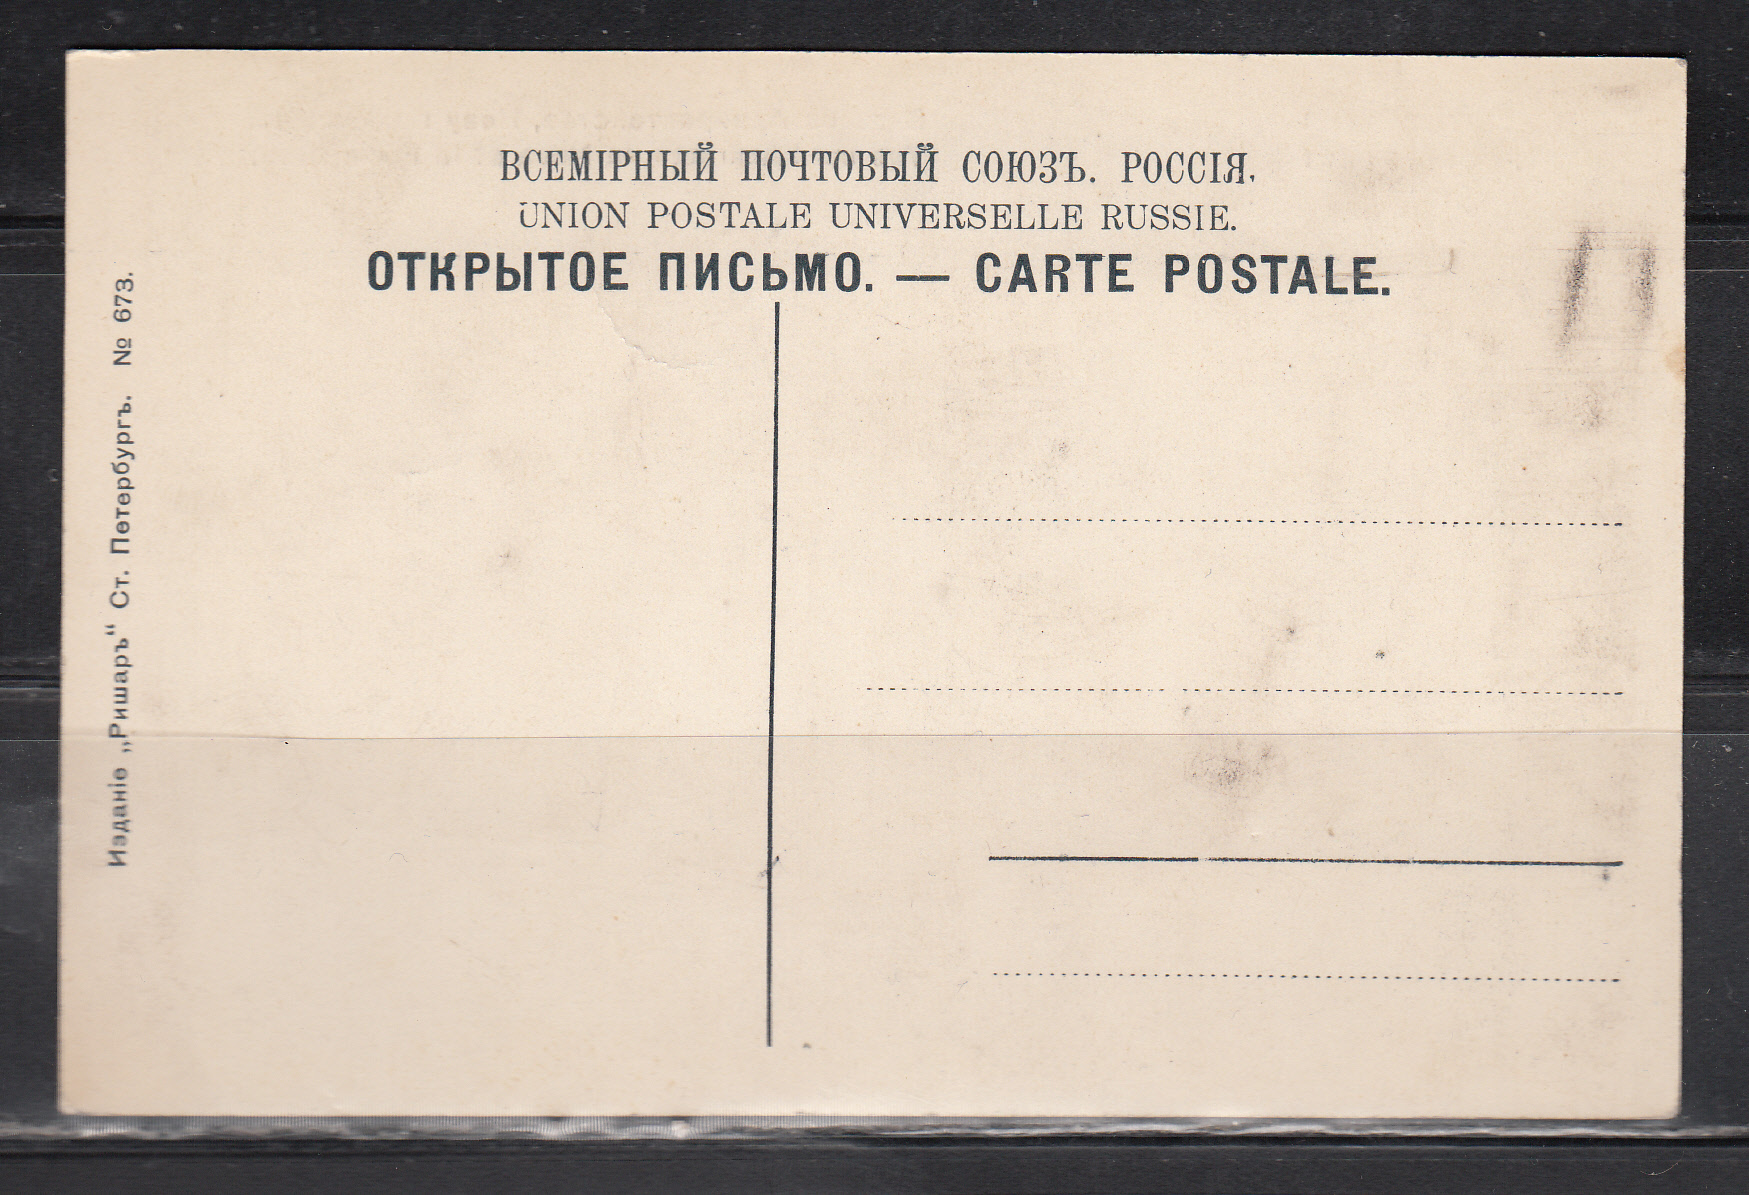 ВСЕМІРНЫЙ ПОЧТОВЫЙ СОЮЗЪ. РОССІЯ.
UNION POSTALE UNIVERSELLE RUSSIE.
ОТКРЫТОЕ ПИСЬМО. — CARTE POSTALE.
Изданіе „Ришаръ“ Ст. Петербургъ. № 673.